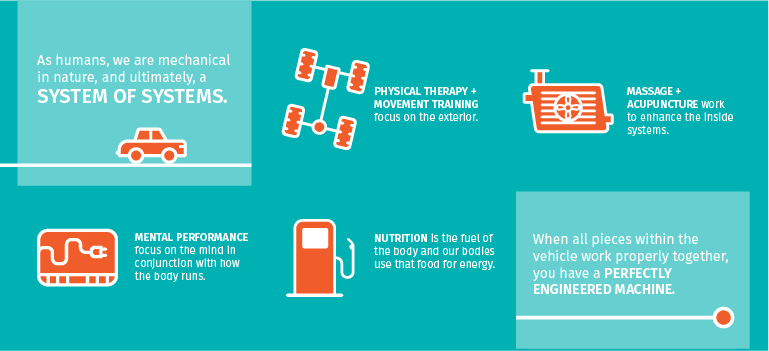 As humans, we are mechanical
in nature, and ultimately, a
SYSTEM OF SYSTEMS.
PHYSICAL THERAPY +
MOVEMENT TRAINING
focus on the exterior.
MASSAGE +
ACUPUNCTURE work
to enhance the inside
systems.
MENTAL PERFORMANCE
focus on the mind in
conjunction with how
the body runs.
NUTRITION is the fuel of
the body and our bodies
use that food for energy.
When all pieces within the
vehicle work properly together,
you have a PERFECTLY
ENGINEERED MACHINE.